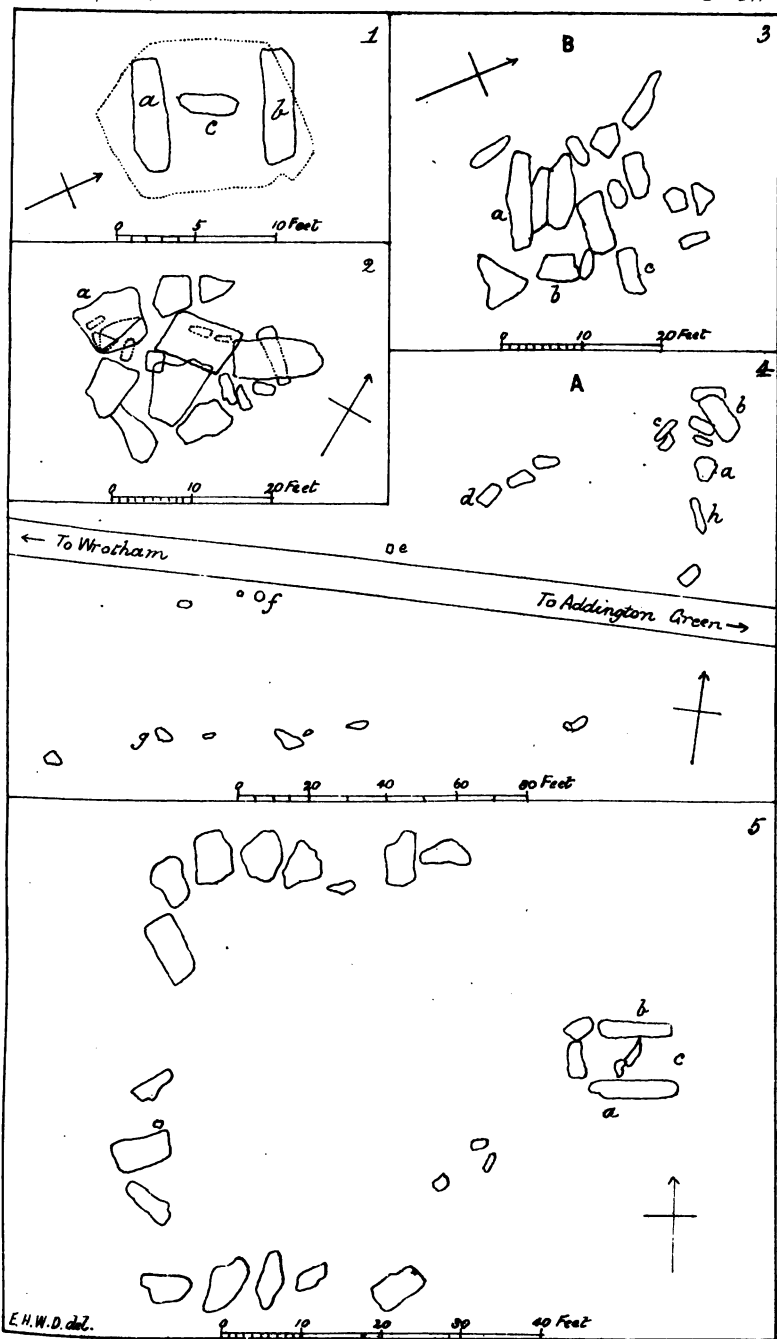 1
a
b
c
0 5 10 Feet
2
a
0 10 20 Feet
3
B
a
b
c
0 10 20 Feet
4
A
b
c
a
d
h
e
← To Wrotham
f
To Addington Green →
g
0 20 40 60 80 Feet
5
b
c
a
E.H.W.D. del.
0 10 20 30 40 Feet